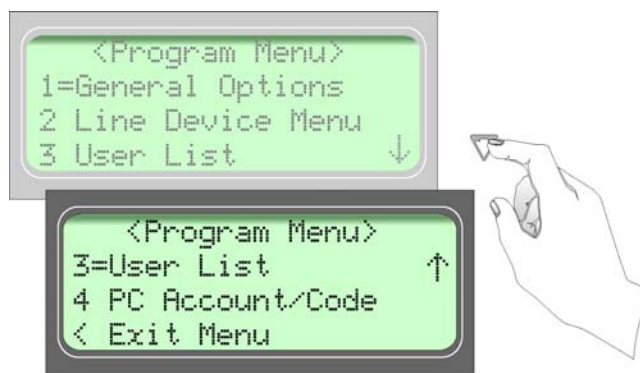 <Program Menu>
1=General Options
2 Line Device Menu
3 User List ↓
<Program Menu>
3=User List ↑
4 PC Account/Code
< Exit Menu